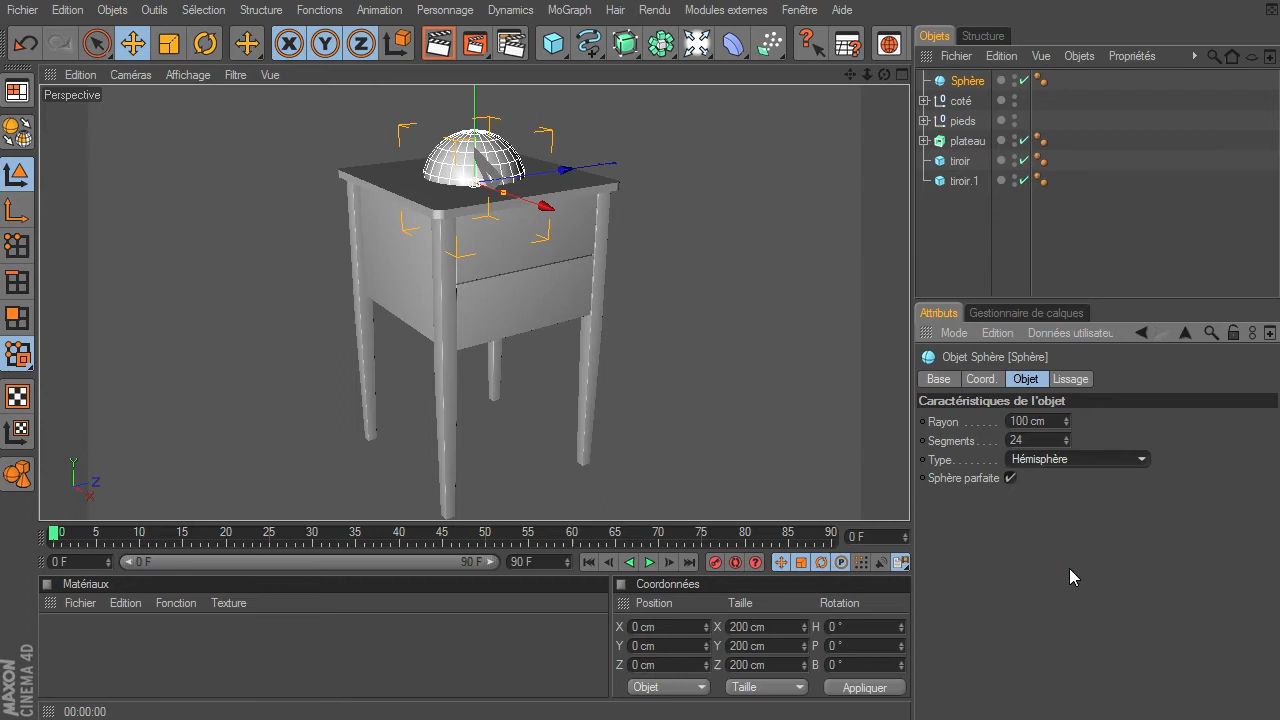 Fichier Edition Objets Outils Sélection Structure Fonctions Animation Personnage Dynamics MoGraph Hair Rendu Modules externes Fenêtre Aide
X Y Z
Edition Caméras Affichage Filtre Vue
Perspective
Y Z X
0 5 10 15 20 25 30 35 40 45 50 55 60 65 70 75 80 85 90 0 F
0 F 0 F 90 F 90 F
Matériaux
Fichier Edition Fonction Texture
Coordonnées
Position Taille Rotation
X 0 cm X 200 cm H 0 °
Y 0 cm Y 200 cm P 0 °
Z 0 cm Z 200 cm B 0 °
Objet Taille Appliquer
00:00:00
MAXON
CINEMA 4D
Objets Structure
Fichier Edition Vue Objets Propriétés
Sphère
coté
pieds
plateau
tiroir
tiroir.1
Attributs Gestionnaire de calques
Mode Edition Données utilisateu
Objet Sphère [Sphère]
Base Coord. Objet Lissage
Caractéristiques de l'objet
Rayon ...... 100 cm
Segments.... 24
Type........ Hémisphère
Sphère parfaite